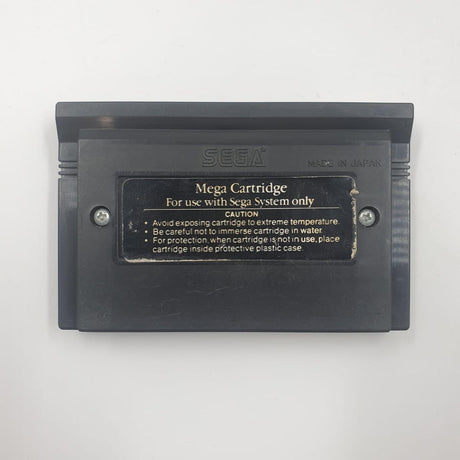 SEGA
MADE IN JAPAN
Mega Cartridge
For use with Sega System only
CAUTION
• Avoid exposing cartridge to extreme temperature.
• Be careful not to immerse cartridge in water
• For protection, when cartridge is not in use, place
cartridge inside protective plastic case.